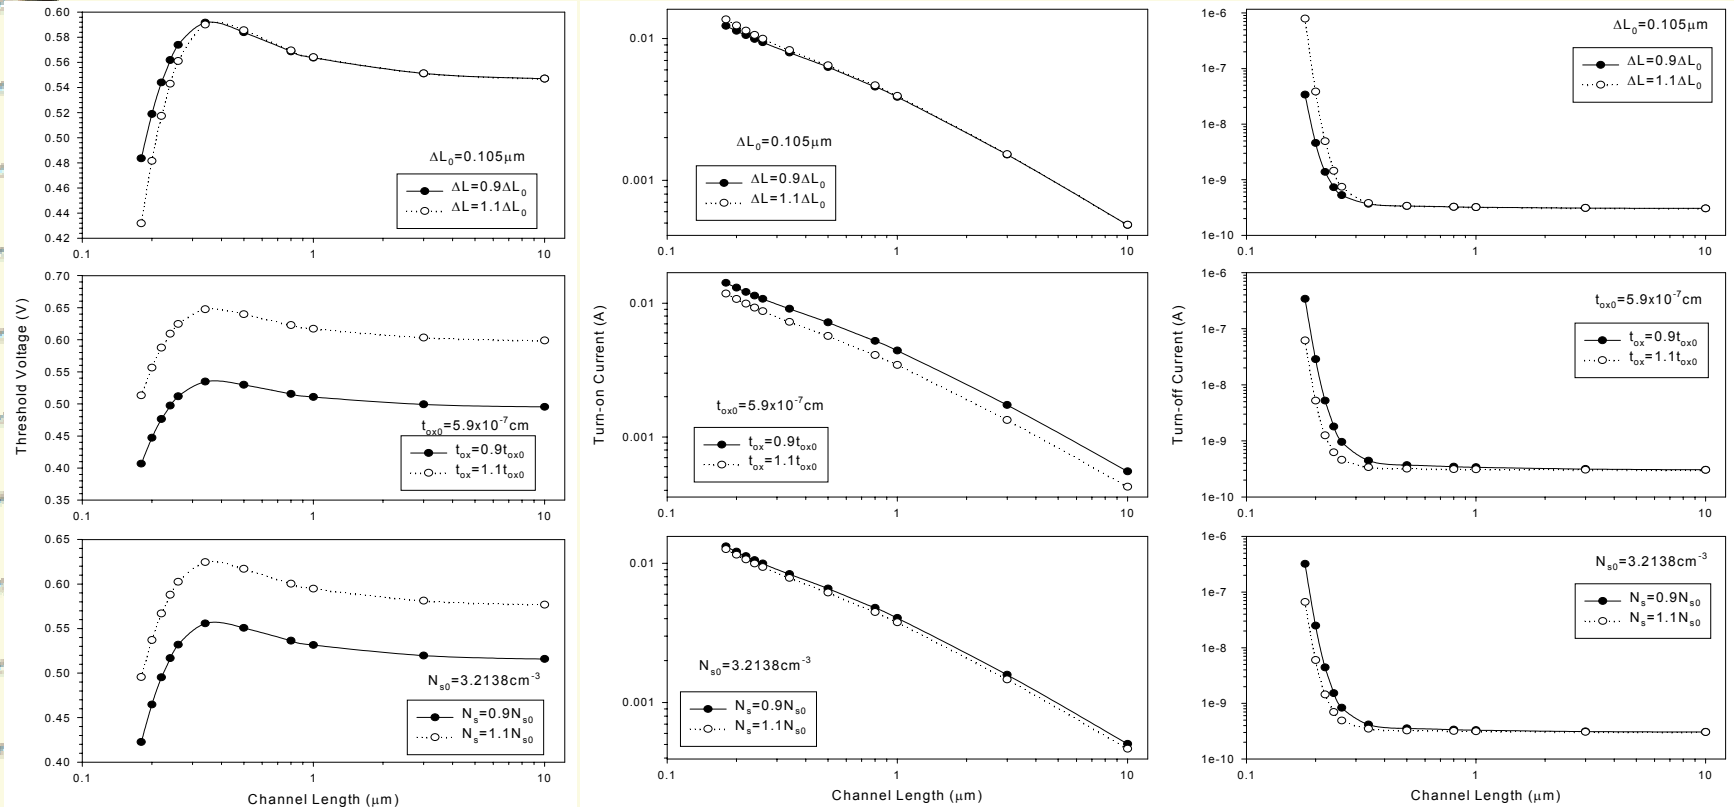 0.60
0.58
0.56
0.54
0.52
0.50
0.48
0.46
0.44
0.42
0.1
1
10
ΔL0=0.105μm
ΔL=0.9ΔL0
ΔL=1.1ΔL0
0.01
0.001
0.1
1
10
ΔL0=0.105μm
ΔL=0.9ΔL0
ΔL=1.1ΔL0
1e-6
1e-7
1e-8
1e-9
1e-10
0.1
1
10
ΔL0=0.105μm
ΔL=0.9ΔL0
ΔL=1.1ΔL0
Threshold Voltage (V)
0.70
0.65
0.60
0.55
0.50
0.45
0.40
0.35
0.1
1
10
tox0=5.9x10-7cm
tox=0.9tox0
tox=1.1tox0
Turn-on Current (A)
0.01
0.001
0.1
1
10
tox0=5.9x10-7cm
tox=0.9tox0
tox=1.1tox0
Turn-off Current (A)
1e-6
1e-7
1e-8
1e-9
1e-10
0.1
1
10
tox0=5.9x10-7cm
tox=0.9tox0
tox=1.1tox0
0.65
0.60
0.55
0.50
0.45
0.40
0.1
1
10
Ns0=3.2138cm-3
Ns=0.9Ns0
Ns=1.1Ns0
Channel Length (μm)
0.01
0.001
0.1
1
10
Ns0=3.2138cm-3
Ns=0.9Ns0
Ns=1.1Ns0
Channel Length (μm)
1e-6
1e-7
1e-8
1e-9
1e-10
0.1
1
10
Ns0=3.2138cm-3
Ns=0.9Ns0
Ns=1.1Ns0
Channel Length (μm)